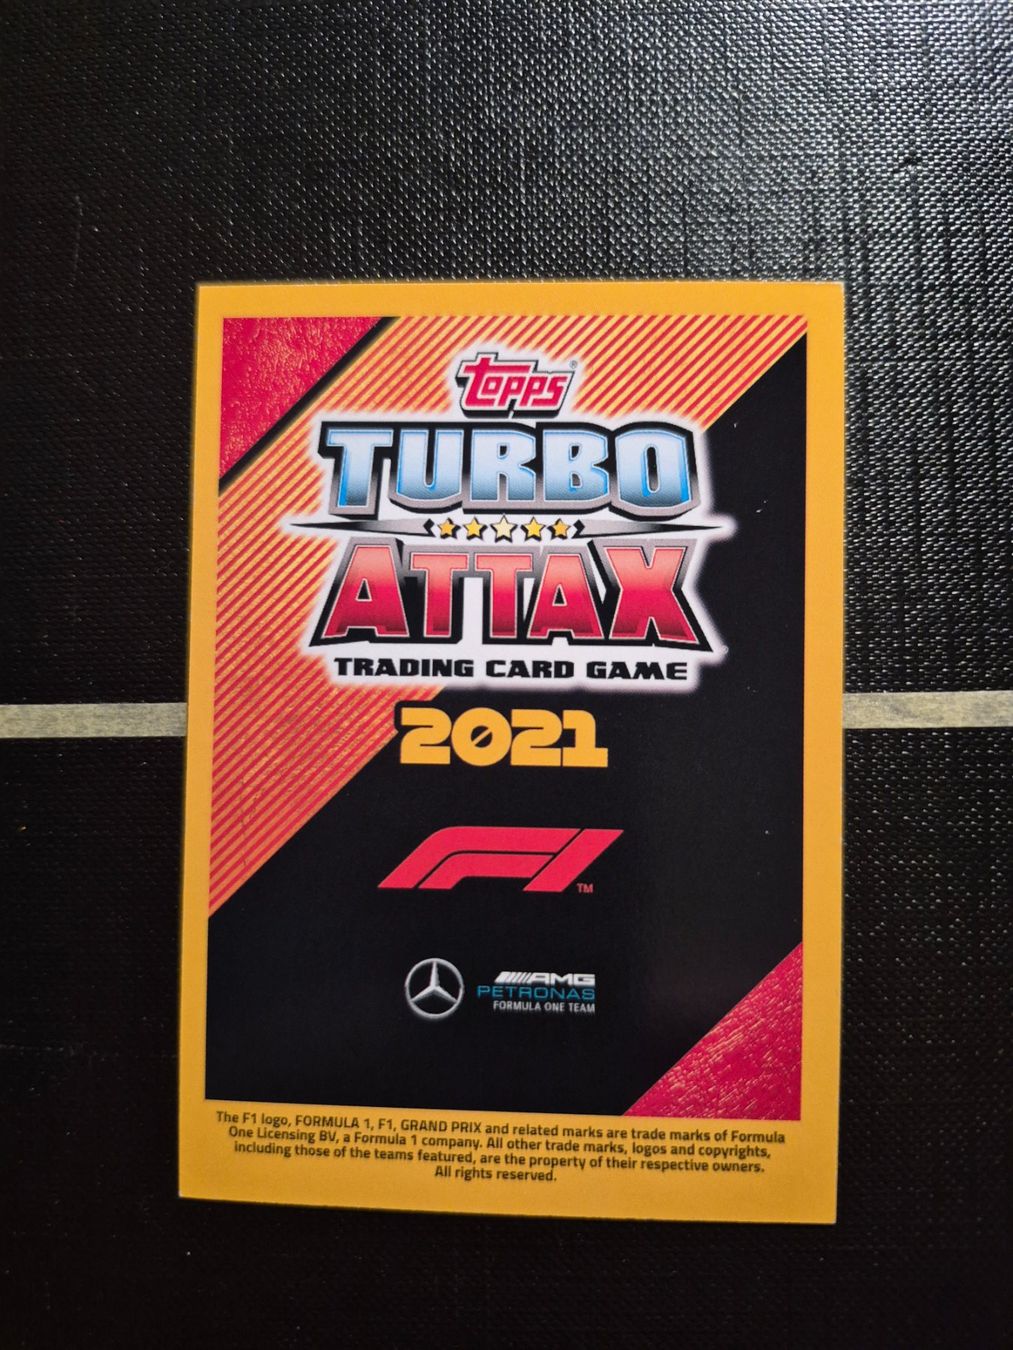 topps®
TURBO
ATTAX
TRADING CARD GAME
2021
F1™
AMG
PETRONAS
FORMULA ONE TEAM
The F1 logo, FORMULA 1, F1, GRAND PRIX and related marks are trade marks of Formula
One Licensing BV, a Formula 1 company. All other trade marks, logos and copyrights,
including those of the teams featured, are the property of their respective owners.
All rights reserved.